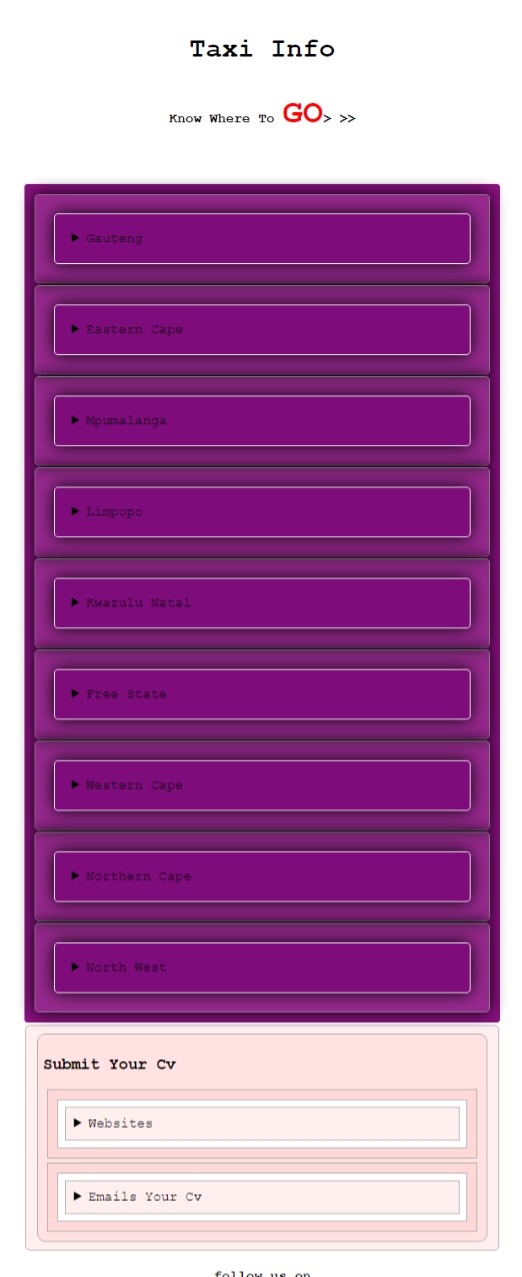 Taxi Info
Know Where To GO> >>
Gauteng
Eastern Cape
Mpumalanga
Limpopo
Kwazulu Natal
Free State
Western Cape
Northern Cape
North West
Submit Your Cv
Websites
Emails Your Cv
follow us on